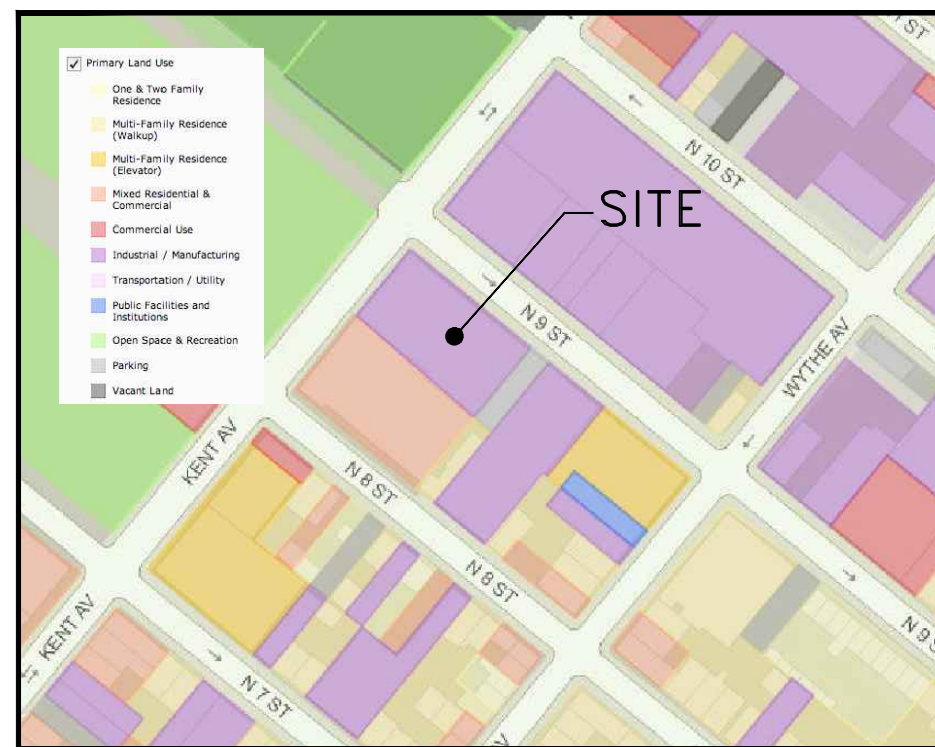 Primary Land Use
One & Two Family
Residence
Multi-Family Residence
(Walkup)
Multi-Family Residence
(Elevator)
Mixed Residential &
Commercial
Commercial Use
Industrial / Manufacturing
Transportation / Utility
Public Facilities and
Institutions
Open Space & Recreation
Parking
Vacant Land
ST
N 10 ST
SITE
N 9 ST
WYTHE AV
KENT AV
N 8 ST
N 8 ST
KENT AV
N 9 S
N 7 ST
V